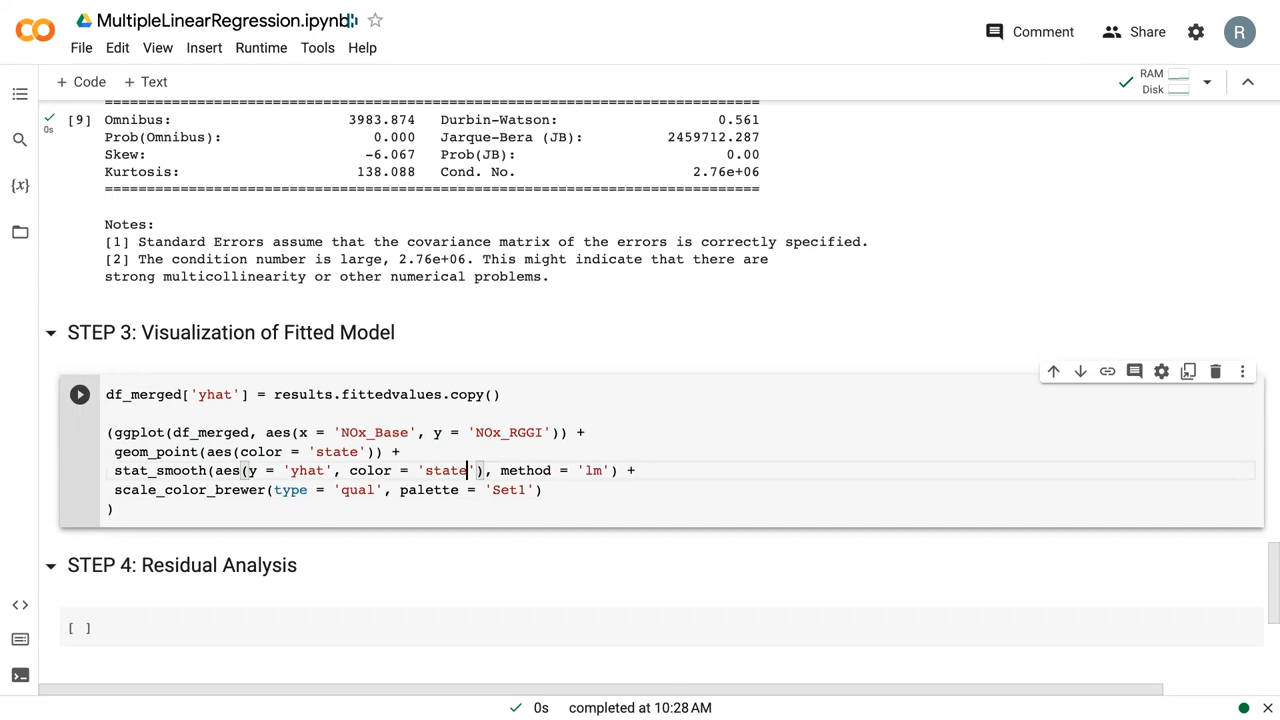 MultipleLinearRegression.ipynb
File Edit View Insert Runtime Tools Help
Comment
Share
R
+ Code + Text
RAM
Disk
================================================================================
[9] Omnibus: 3983.874 Durbin-Watson: 0.561
0s
Prob(Omnibus): 0.000 Jarque-Bera (JB): 2459712.287
Skew: -6.067 Prob(JB): 0.00
Kurtosis: 138.088 Cond. No. 2.76e+06
================================================================================
Notes:
[1] Standard Errors assume that the covariance matrix of the errors is correctly specified.
[2] The condition number is large, 2.76e+06. This might indicate that there are
strong multicollinearity or other numerical problems.
STEP 3: Visualization of Fitted Model
df_merged['yhat'] = results.fittedvalues.copy()
(ggplot(df_merged, aes(x = 'NOx_Base', y = 'NOx_RGGI')) +
geom_point(aes(color = 'state')) +
stat_smooth(aes(y = 'yhat', color = 'state'), method = 'lm') +
scale_color_brewer(type = 'qual', palette = 'Set1')
)
STEP 4: Residual Analysis
[ ]
0s completed at 10:28 AM